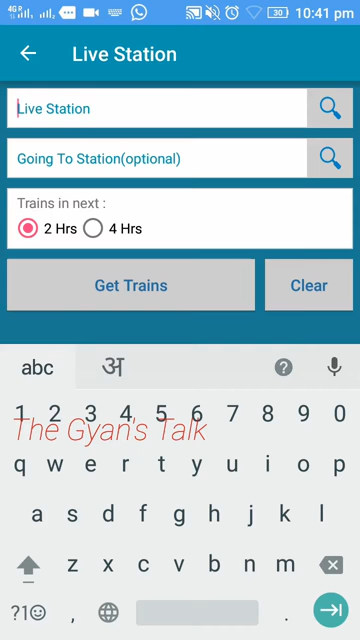 4G R 30 10:41 pm
Live Station
Live Station
Going To Station(optional)
Trains in next :
2 Hrs 4 Hrs
Get Trains Clear
abc अ ?
1 2 3 4 5 6 7 8 9 0
The Gyan's Talk
q w e r t y u i o p
a s d f g h j k l
z x c v b n m
?1☺ , .